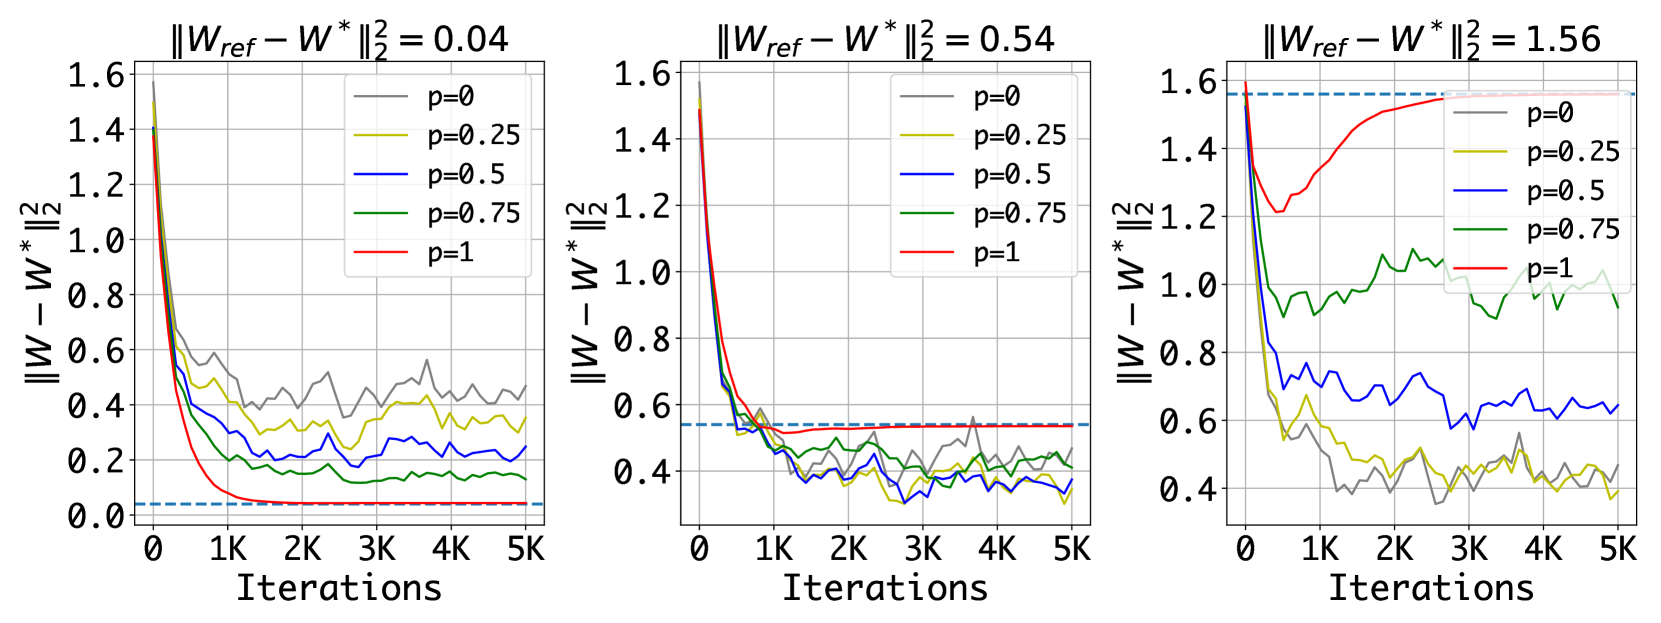 ‖W_ref − W*‖₂² = 0.04
‖W − W*‖₂²
1.6
1.4
1.2
1.0
0.8
0.6
0.4
0.2
0.0
p=0
p=0.25
p=0.5
p=0.75
p=1
0 1K 2K 3K 4K 5K
Iterations
‖W_ref − W*‖₂² = 0.54
‖W − W*‖₂²
1.6
1.4
1.2
1.0
0.8
0.6
0.4
p=0
p=0.25
p=0.5
p=0.75
p=1
0 1K 2K 3K 4K 5K
Iterations
‖W_ref − W*‖₂² = 1.56
‖W − W*‖₂²
1.6
1.4
1.2
1.0
0.8
0.6
0.4
p=0
p=0.25
p=0.5
p=0.75
p=1
0 1K 2K 3K 4K 5K
Iterations